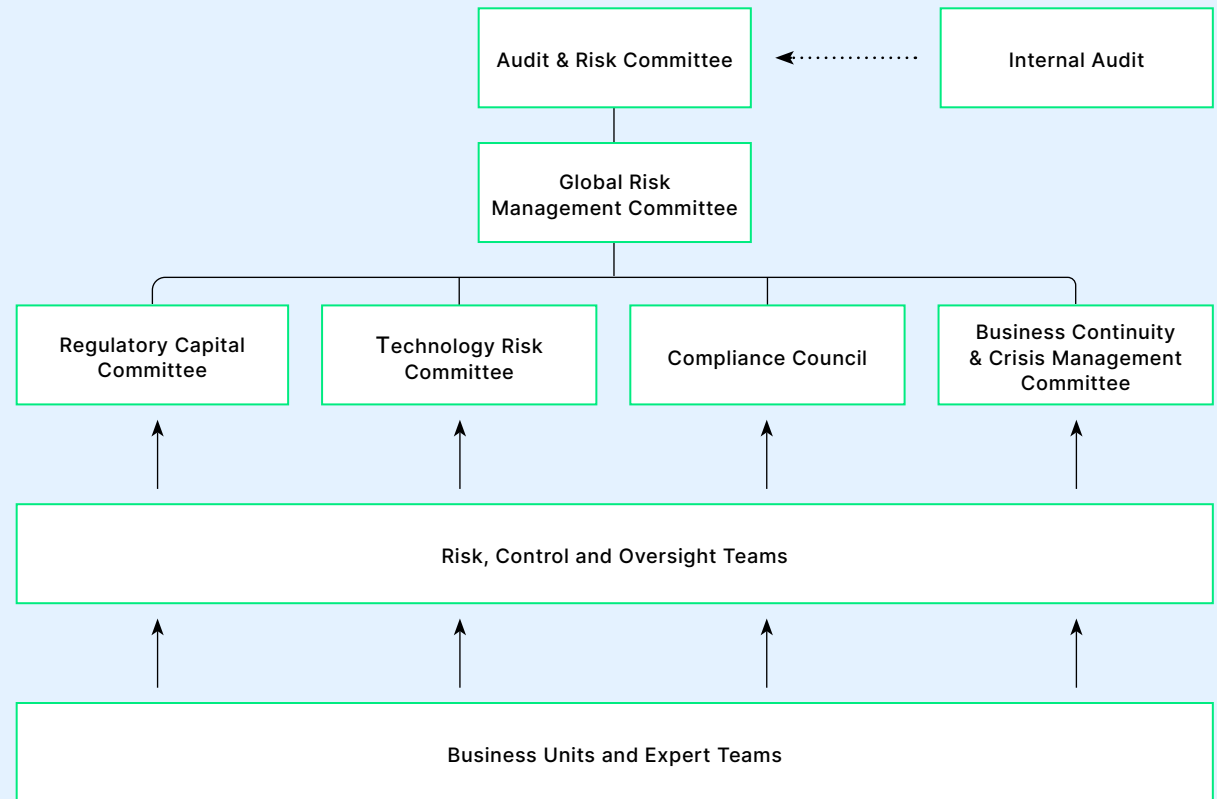 Audit & Risk Committee
Internal Audit
Global Risk
Management Committee
Regulatory Capital
Committee
Technology Risk
Committee
Compliance Council
Business Continuity
& Crisis Management
Committee
Risk, Control and Oversight Teams
Business Units and Expert Teams